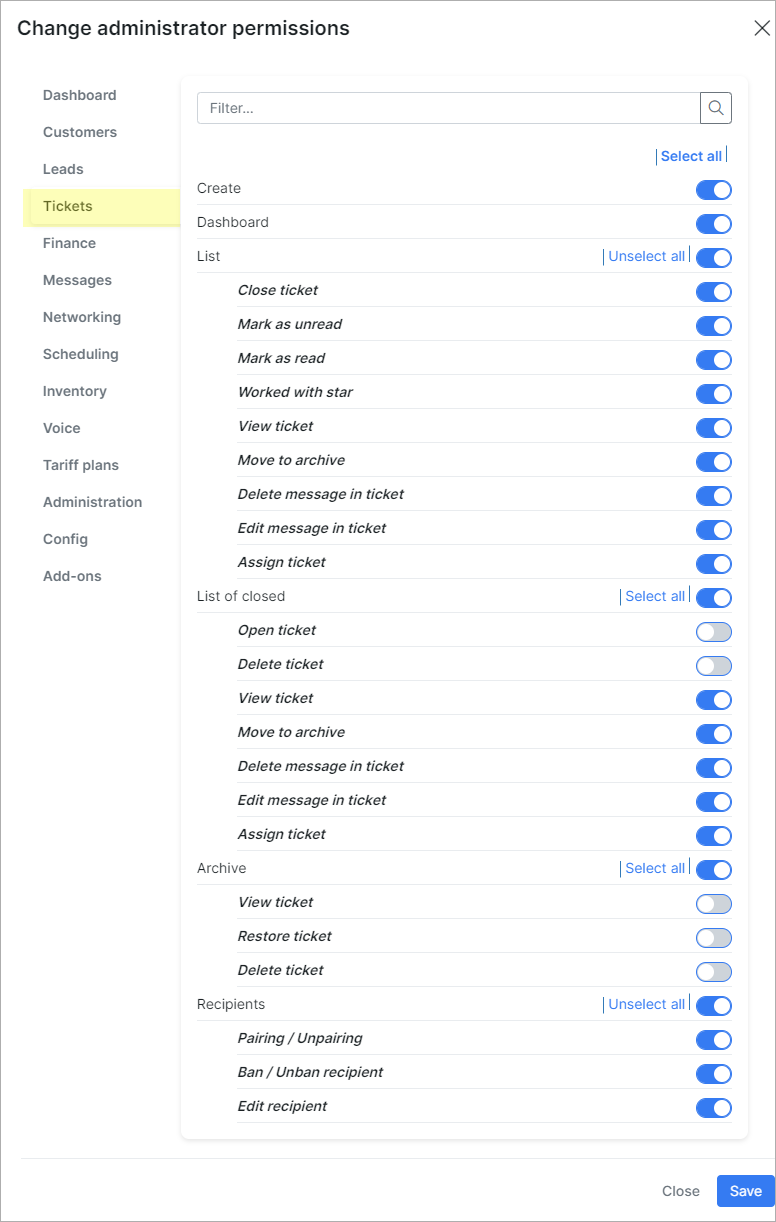 Change administrator permissions
Dashboard
Customers
Leads
Tickets
Finance
Messages
Networking
Scheduling
Inventory
Voice
Tariff plans
Administration
Config
Add-ons
Filter...
Select all
Create
Dashboard
List Unselect all
Close ticket
Mark as unread
Mark as read
Worked with star
View ticket
Move to archive
Delete message in ticket
Edit message in ticket
Assign ticket
List of closed Select all
Open ticket
Delete ticket
View ticket
Move to archive
Delete message in ticket
Edit message in ticket
Assign ticket
Archive Select all
View ticket
Restore ticket
Delete ticket
Recipients Unselect all
Pairing / Unpairing
Ban / Unban recipient
Edit recipient
Close Save